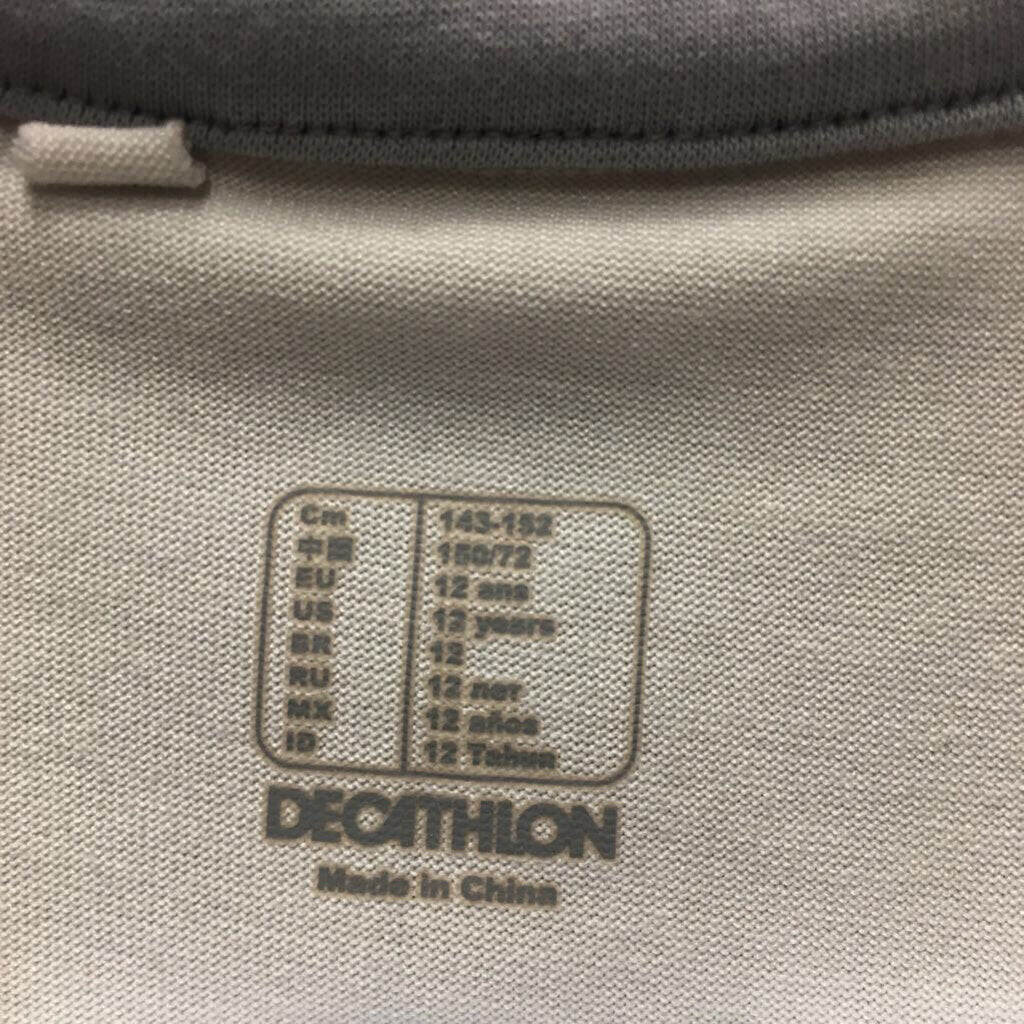 Cm 143-152
中國 150/72
EU 12 ans
US 12 years
BR 12
RU 12 лет
MX 12 años
ID 12 Tahun
DECATHLON
Made in China